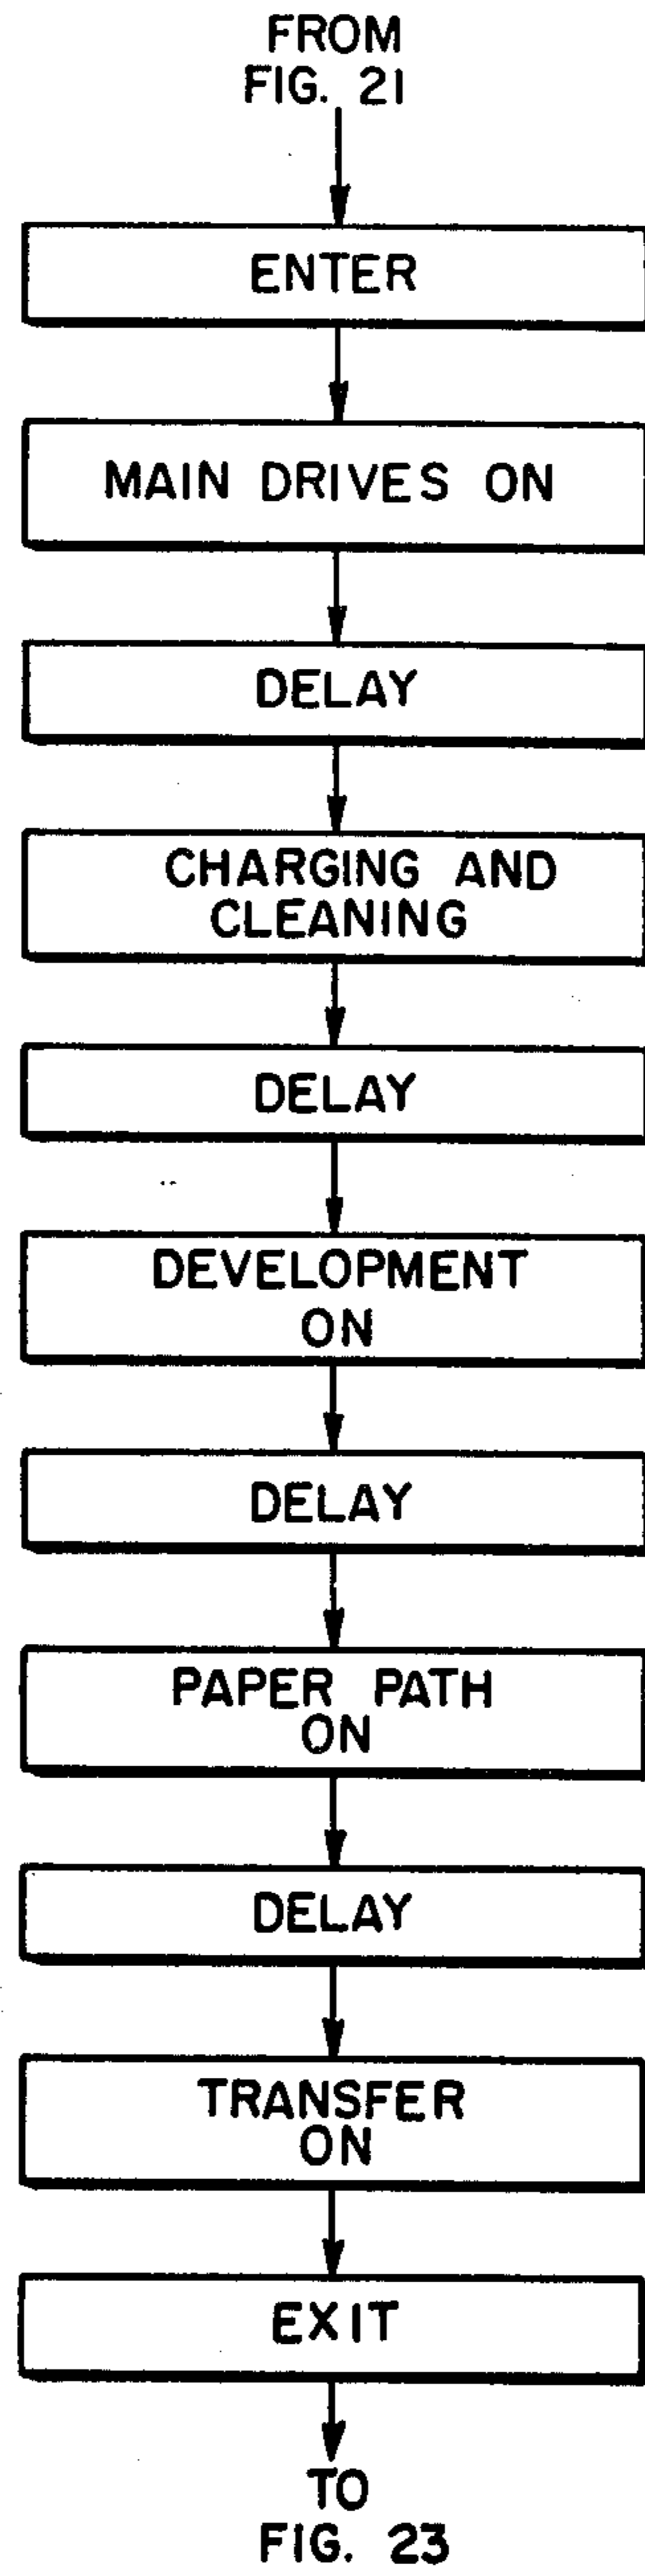 FROM
FIG. 21
ENTER
MAIN DRIVES ON
DELAY
CHARGING AND
CLEANING
DELAY
DEVELOPMENT
ON
DELAY
PAPER PATH
ON
DELAY
TRANSFER
ON
EXIT
TO
FIG. 23